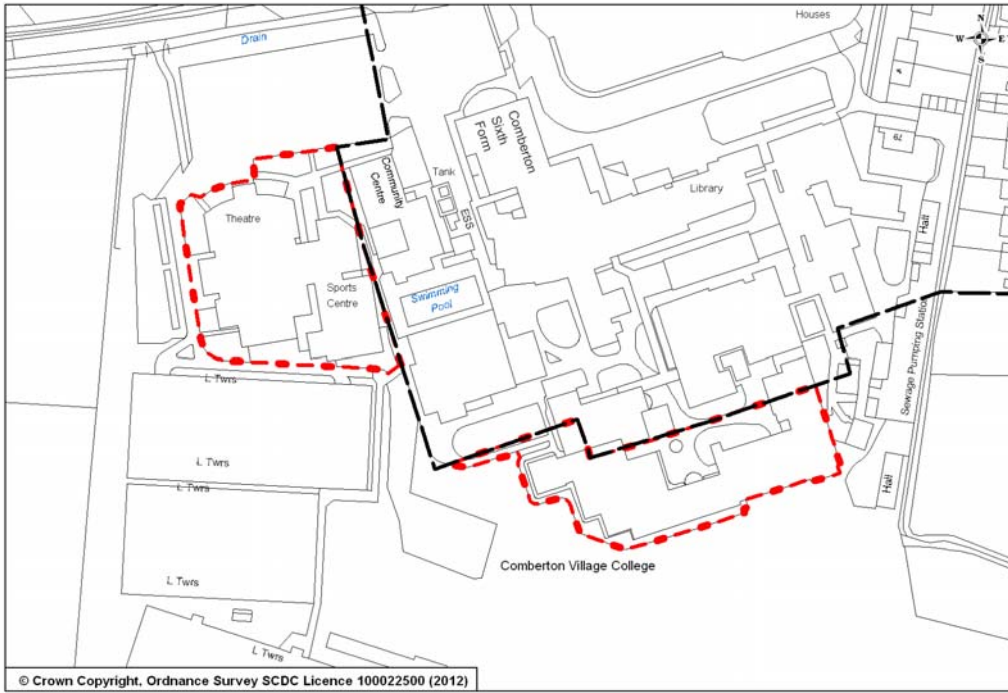 Houses
N
W E
S
Drain
79
Comberton
Sixth
Form
Community
Centre
Tank
Library
ESS
Theatre
Hall
Sports
Centre
Swimming
Pool
Sewage Pumping Station
L Twrs
L Twrs
L Twrs
Hall
Comberton Village College
L Twrs
L Twrs
© Crown Copyright, Ordnance Survey SCDC Licence 100022500 (2012)